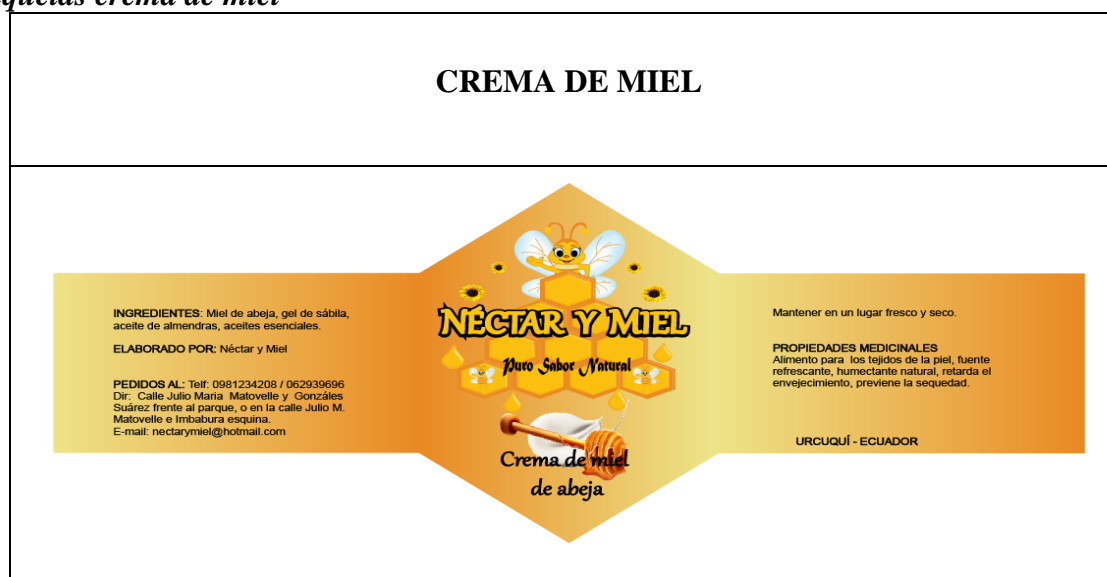 crema de miel
CREMA DE MIEL
INGREDIENTES: Miel de abeja, gel de sábila,
aceite de almendras, aceites esenciales.
ELABORADO POR: Néctar y Miel
PEDIDOS AL: Telf: 0981234208 / 062939696
Dir: Calle Julio Maria Matovelle y Gonzáles
Suárez frente al parque, o en la calle Julio M.
Matovelle e Imbabura esquina.
E-mail: nectarymiel@hotmail.com
NÉCTAR Y MIEL
Puro Sabor Natural
Crema de miel
de abeja
Mantener en un lugar fresco y seco.
PROPIEDADES MEDICINALES
Alimento para los tejidos de la piel, fuente
refrescante, humectante natural, retarda el
envejecimiento, previene la sequedad.
URCUQUÍ - ECUADOR